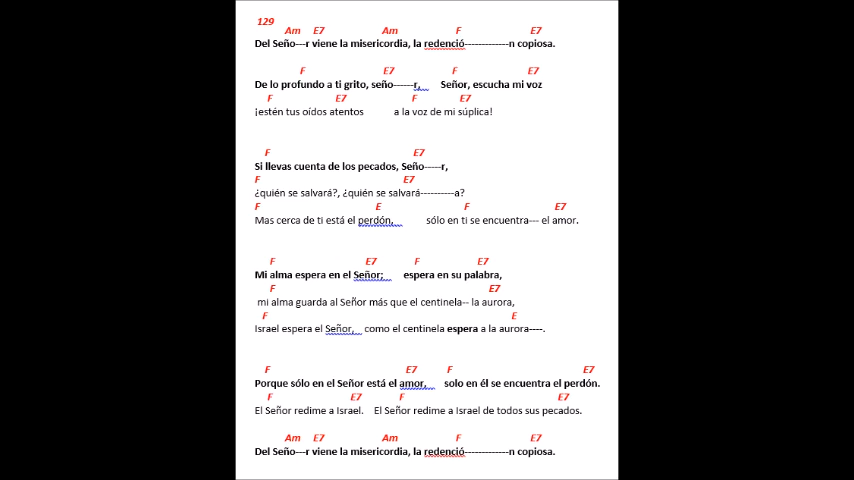 129
Am E7 Am F E7
Del Seño---r viene la misericordia, la redenció-------------n copiosa.
F E7 F E7
De lo profundo a ti grito, seño------r, Señor, escucha mi voz
F E7 F E7
¡estén tus oídos atentos a la voz de mi súplica!
F E7
Si llevas cuenta de los pecados, Seño-----r,
F E7
¿quién se salvará?, ¿quién se salvará----------a?
F E F E7
Mas cerca de ti está el perdón, sólo en ti se encuentra--- el amor.
F E7 F E7
Mi alma espera en el Señor; espera en su palabra,
F E7
mi alma guarda al Señor más que el centinela-- la aurora,
F E
Israel espera el Señor, como el centinela espera a la aurora----.
F E7 F E7
Porque sólo en el Señor está el amor, solo en él se encuentra el perdón.
F E7 F E7
El Señor redime a Israel. El Señor redime a Israel de todos sus pecados.
Am E7 Am F E7
Del Seño---r viene la misericordia, la redenció-------------n copiosa.